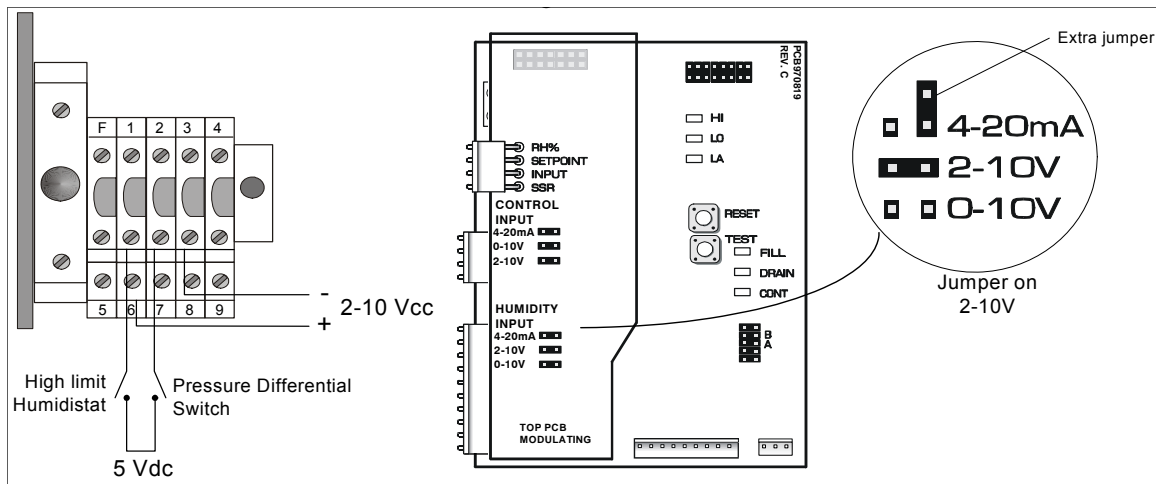 F 1 2 3 4
5 6 7 8 9
-
2-10 Vcc
+
High limit
Humidistat
Pressure Differential
Switch
5 Vdc
PCB970819
REV. C
HI
LO
LA
RH%
SETPOINT
INPUT
SSR
CONTROL
INPUT
4-20mA
0-10V
2-10V
RESET
TEST
FILL
DRAIN
CONT
HUMIDITY
INPUT
4-20mA
2-10V
0-10V
B
A
TOP PCB
MODULATING
Extra jumper
4-20mA
2-10V
0-10V
Jumper on
2-10V